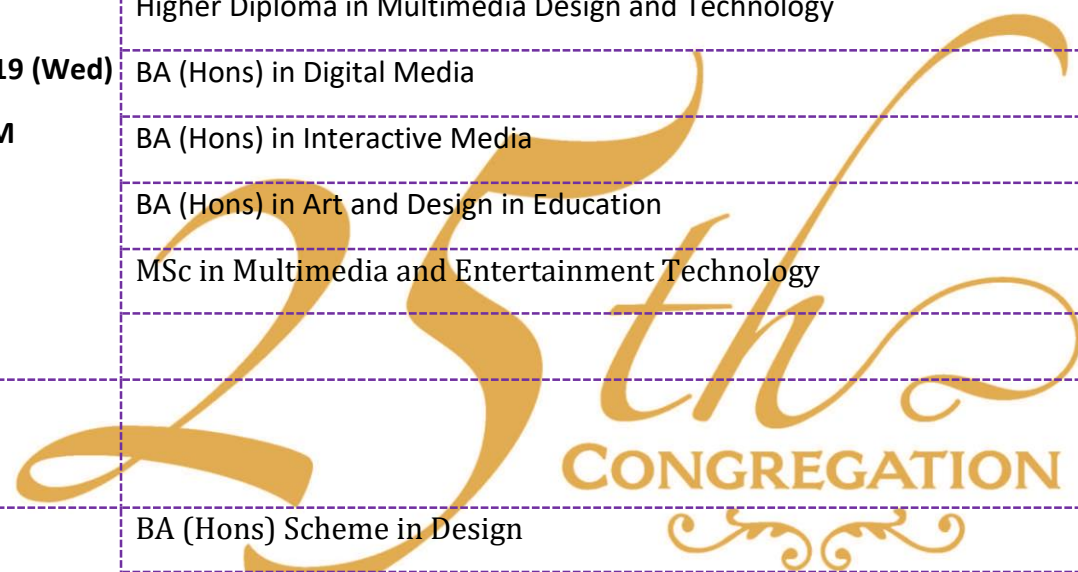 Higher Diploma in Multimedia Design and Technology
19 (Wed)
BA (Hons) in Digital Media
M
BA (Hons) in Interactive Media
BA (Hons) in Art and Design in Education
MSc in Multimedia and Entertainment Technology
25th
CONGREGATION
BA (Hons) Scheme in Design